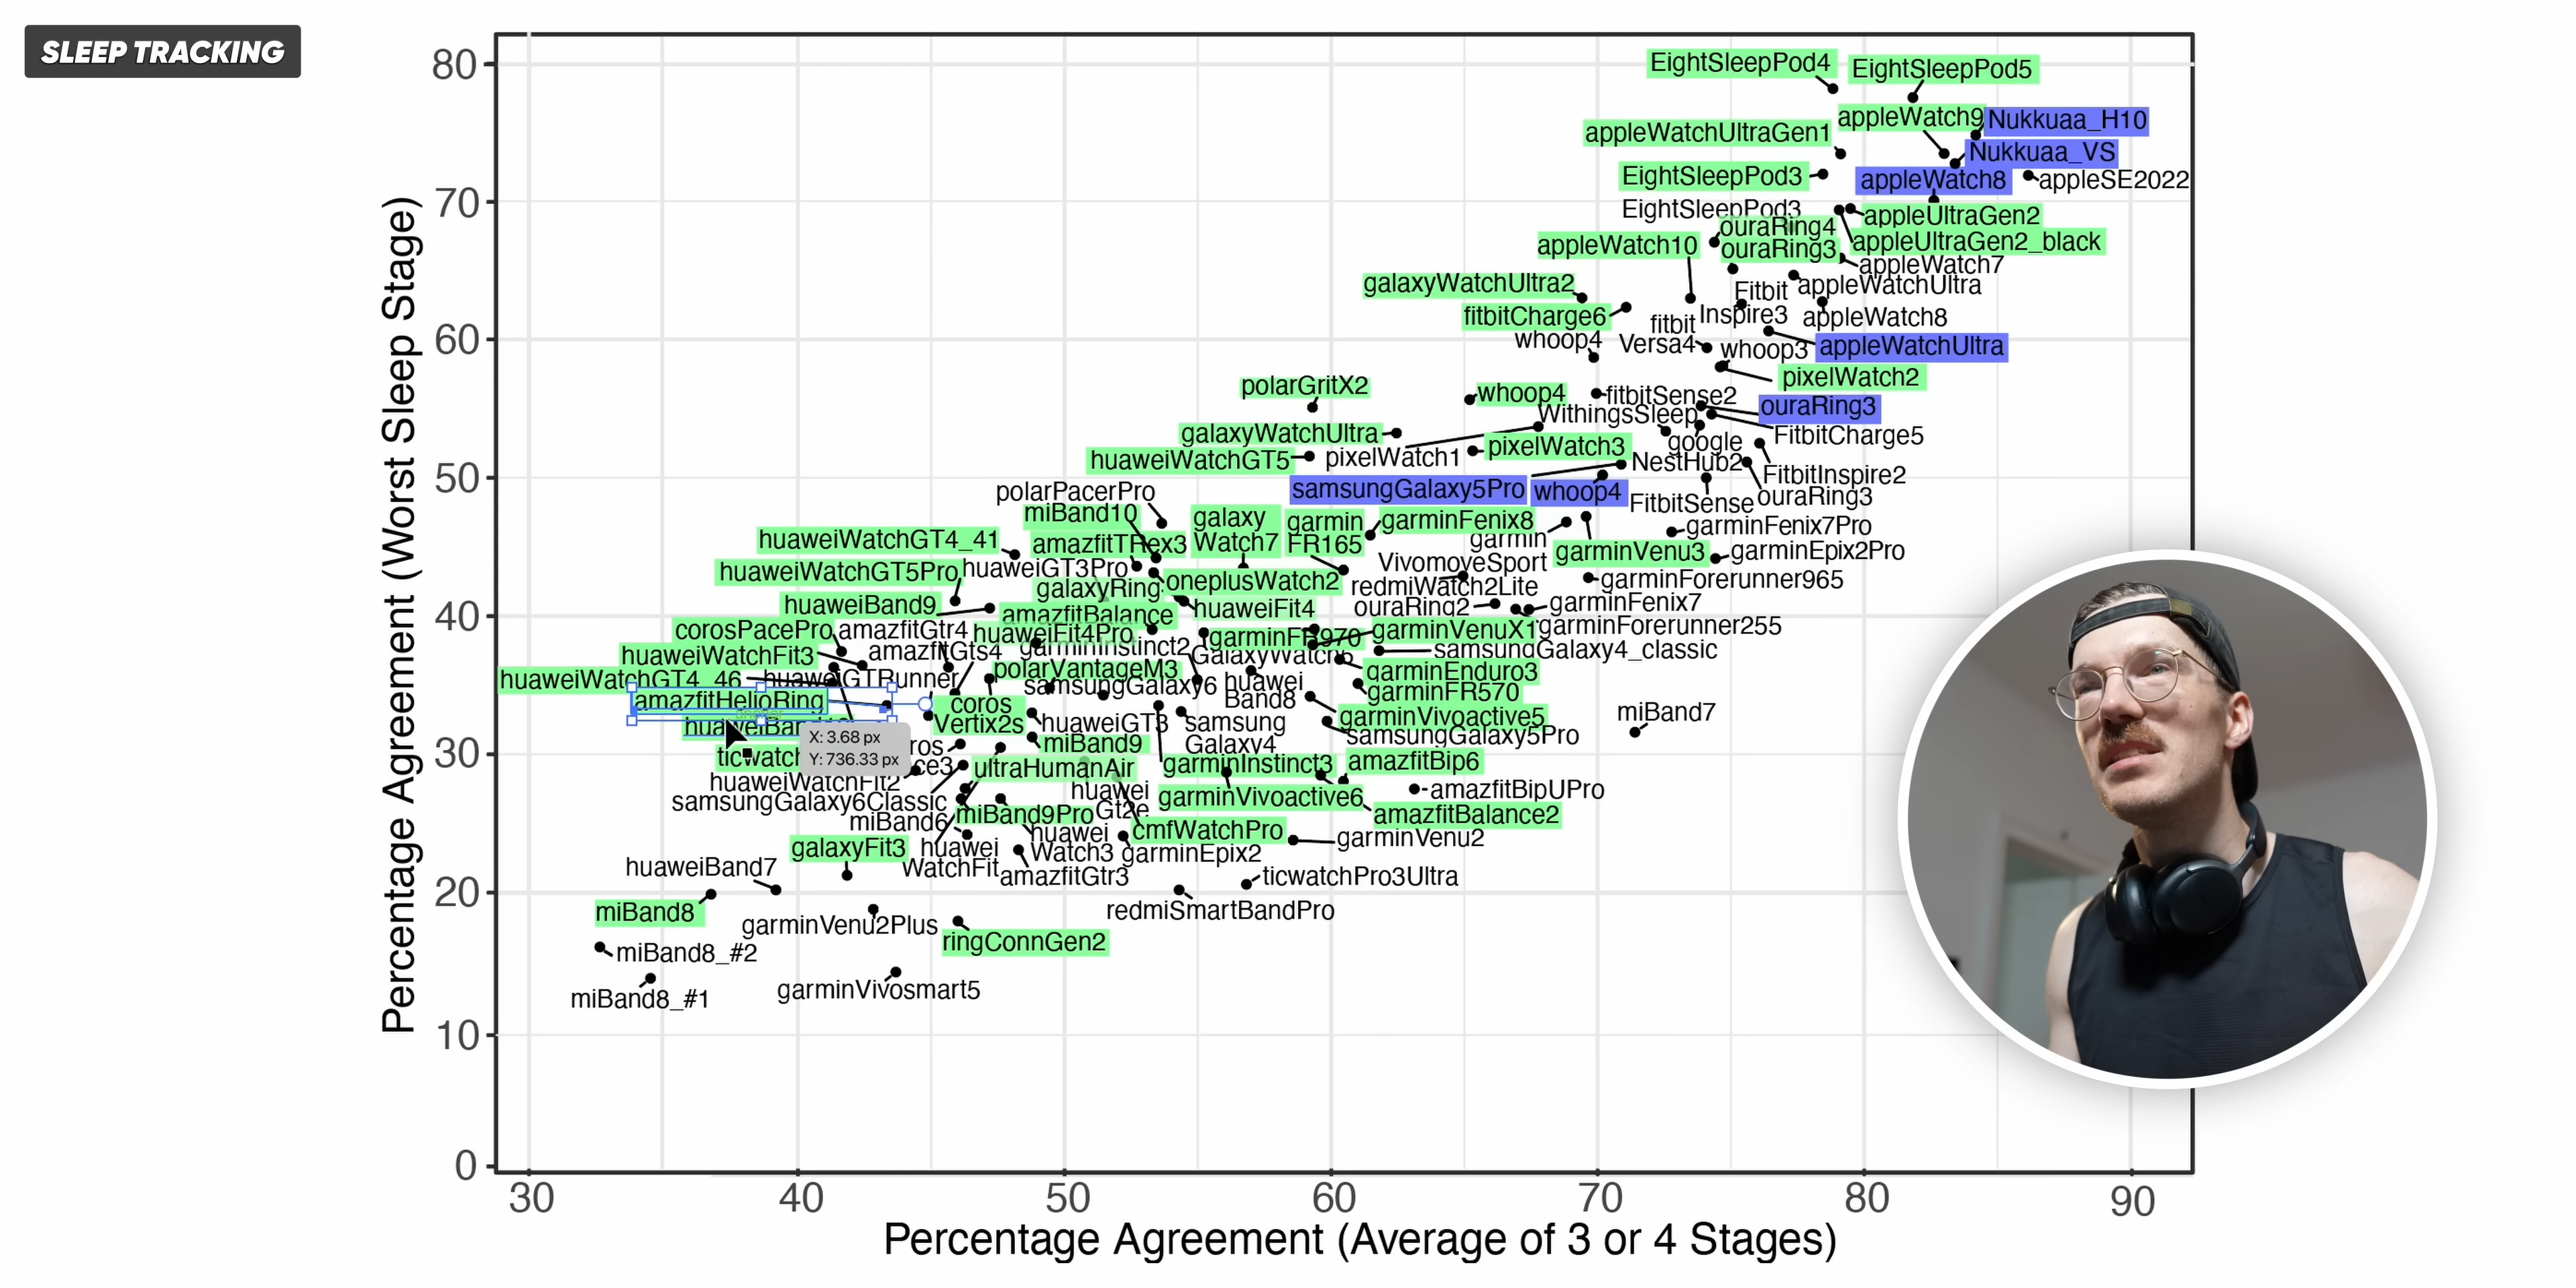 SLEEP TRACKING
80
70
60
50
40
30
20
10
0
30
40
50
60
70
80
90
Percentage Agreement (Worst Sleep Stage)
Percentage Agreement (Average of 3 or 4 Stages)
EightSleepPod4
EightSleepPod5
appleWatch9
Nukkuaa_H10
appleWatchUltraGen1
Nukkuaa_VS
EightSleepPod3
appleWatch8
appleSE2022
EightSleepPod3
appleUltraGen2
ouraRing4
appleWatch10
ouraRing3
appleUltraGen2_black
appleWatch7
galaxyWatchUltra2
Fitbit
Inspire3
appleWatchUltra
fitbitCharge6
fitbit
Versa4
appleWatch8
whoop4
whoop3
appleWatchUltra
pixelWatch2
polarGritX2
whoop4
fitbitSense2
ouraRing3
WithingsSleep
galaxyWatchUltra
pixelWatch3
google
NestHub2
FitbitCharge5
huaweiWatchGT5
pixelWatch1
FitbitInspire2
samsungGalaxy5Pro
whoop4
FitbitSense
ouraRing3
polarPacerPro
miBand10
galaxy
Watch7
garmin
FR165
garminFenix8
garminFenix7Pro
huaweiWatchGT4_41
amazfitTRex3
garmin
VivomoveSport
garminVenu3
garminEpix2Pro
huaweiWatchGT5Pro
huaweiGT3Pro
oneplusWatch2
redmiWatch2Lite
garminForerunner965
galaxyRing
huaweiBand9
amazfitBalance
huaweiFit4
ouraRing2
garminFenix7
corosPacePro
amazfitGtr4
huaweiFit4Pro
garminFR970
garminVenuX1
garminForerunner255
huaweiWatchFit3
amazfitGts4
garminInstinct2
GalaxyWatch6
samsungGalaxy4_classic
huaweiWatchGT4_46
huaweiGTRunner
polarVantageM3
garminEnduro3
amazfitHelioRing
samsungGalaxy6
huawei
Band8
garminFR570
coros
Vertix2s
huaweiGT3
samsung
Galaxy4
garminVivoactive5
samsungGalaxy5Pro
miBand7
X: 3.68 px
Y: 736.33 px
miBand9
ticwatch
ultraHumanAir
garminInstinct3
amazfitBip6
huaweiWatchFit2
huawei
Gt2e
garminVivoactive6
amazfitBipUPro
samsungGalaxy6Classic
miBand9Pro
amazfitBalance2
miBand6
huawei
Watch3
cmfWatchPro
garminVenu2
galaxyFit3
huawei
WatchFit
garminEpix2
huaweiBand7
amazfitGtr3
ticwatchPro3Ultra
miBand8
garminVenu2Plus
redmiSmartBandPro
ringConnGen2
miBand8_#2
miBand8_#1
garminVivosmart5